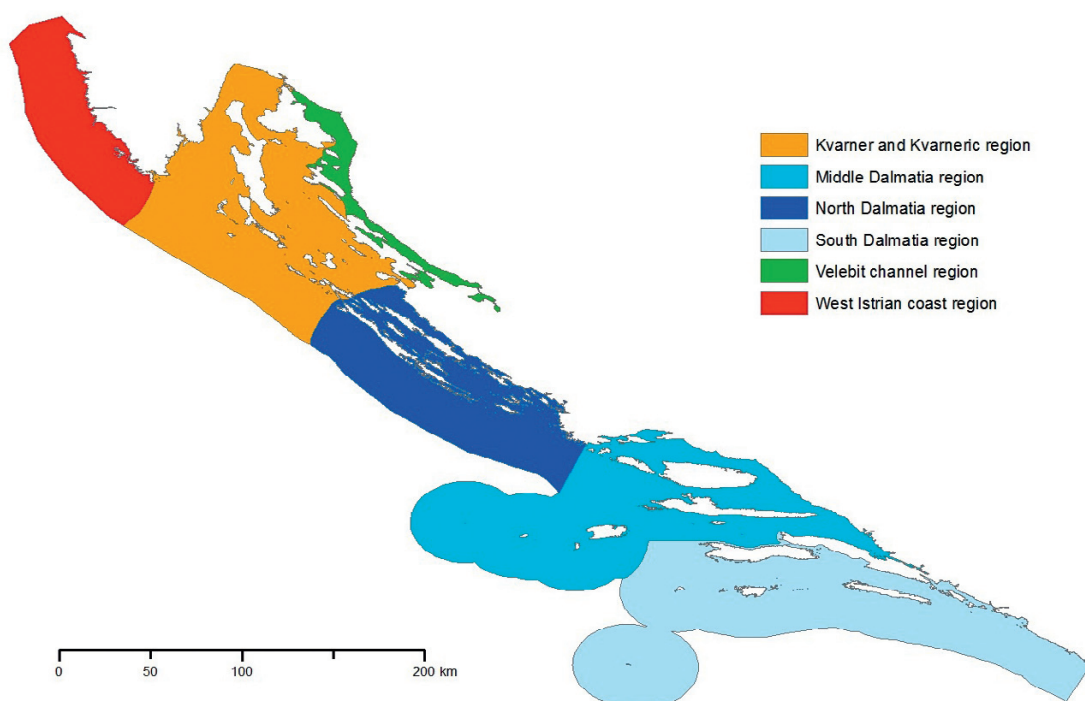 Kvarner and Kvarneric region
Middle Dalmatia region
North Dalmatia region
South Dalmatia region
Velebit channel region
West Istrian coast region
0 50 100 200 km